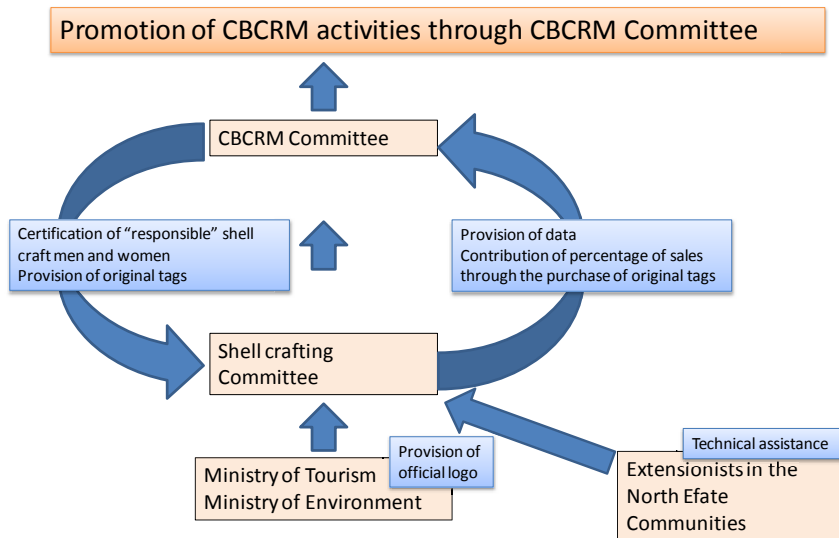 Promotion of CBCRM activities through CBCRM Committee
CBCRM Committee
Certification of “responsible” shell
craft men and women
Provision of original tags
Provision of data
Contribution of percentage of sales
through the purchase of original tags
Shell crafting
Committee
Provision of
official logo
Ministry of Tourism
Ministry of Environment
Technical assistance
Extensionists in the
North Efate
Communities